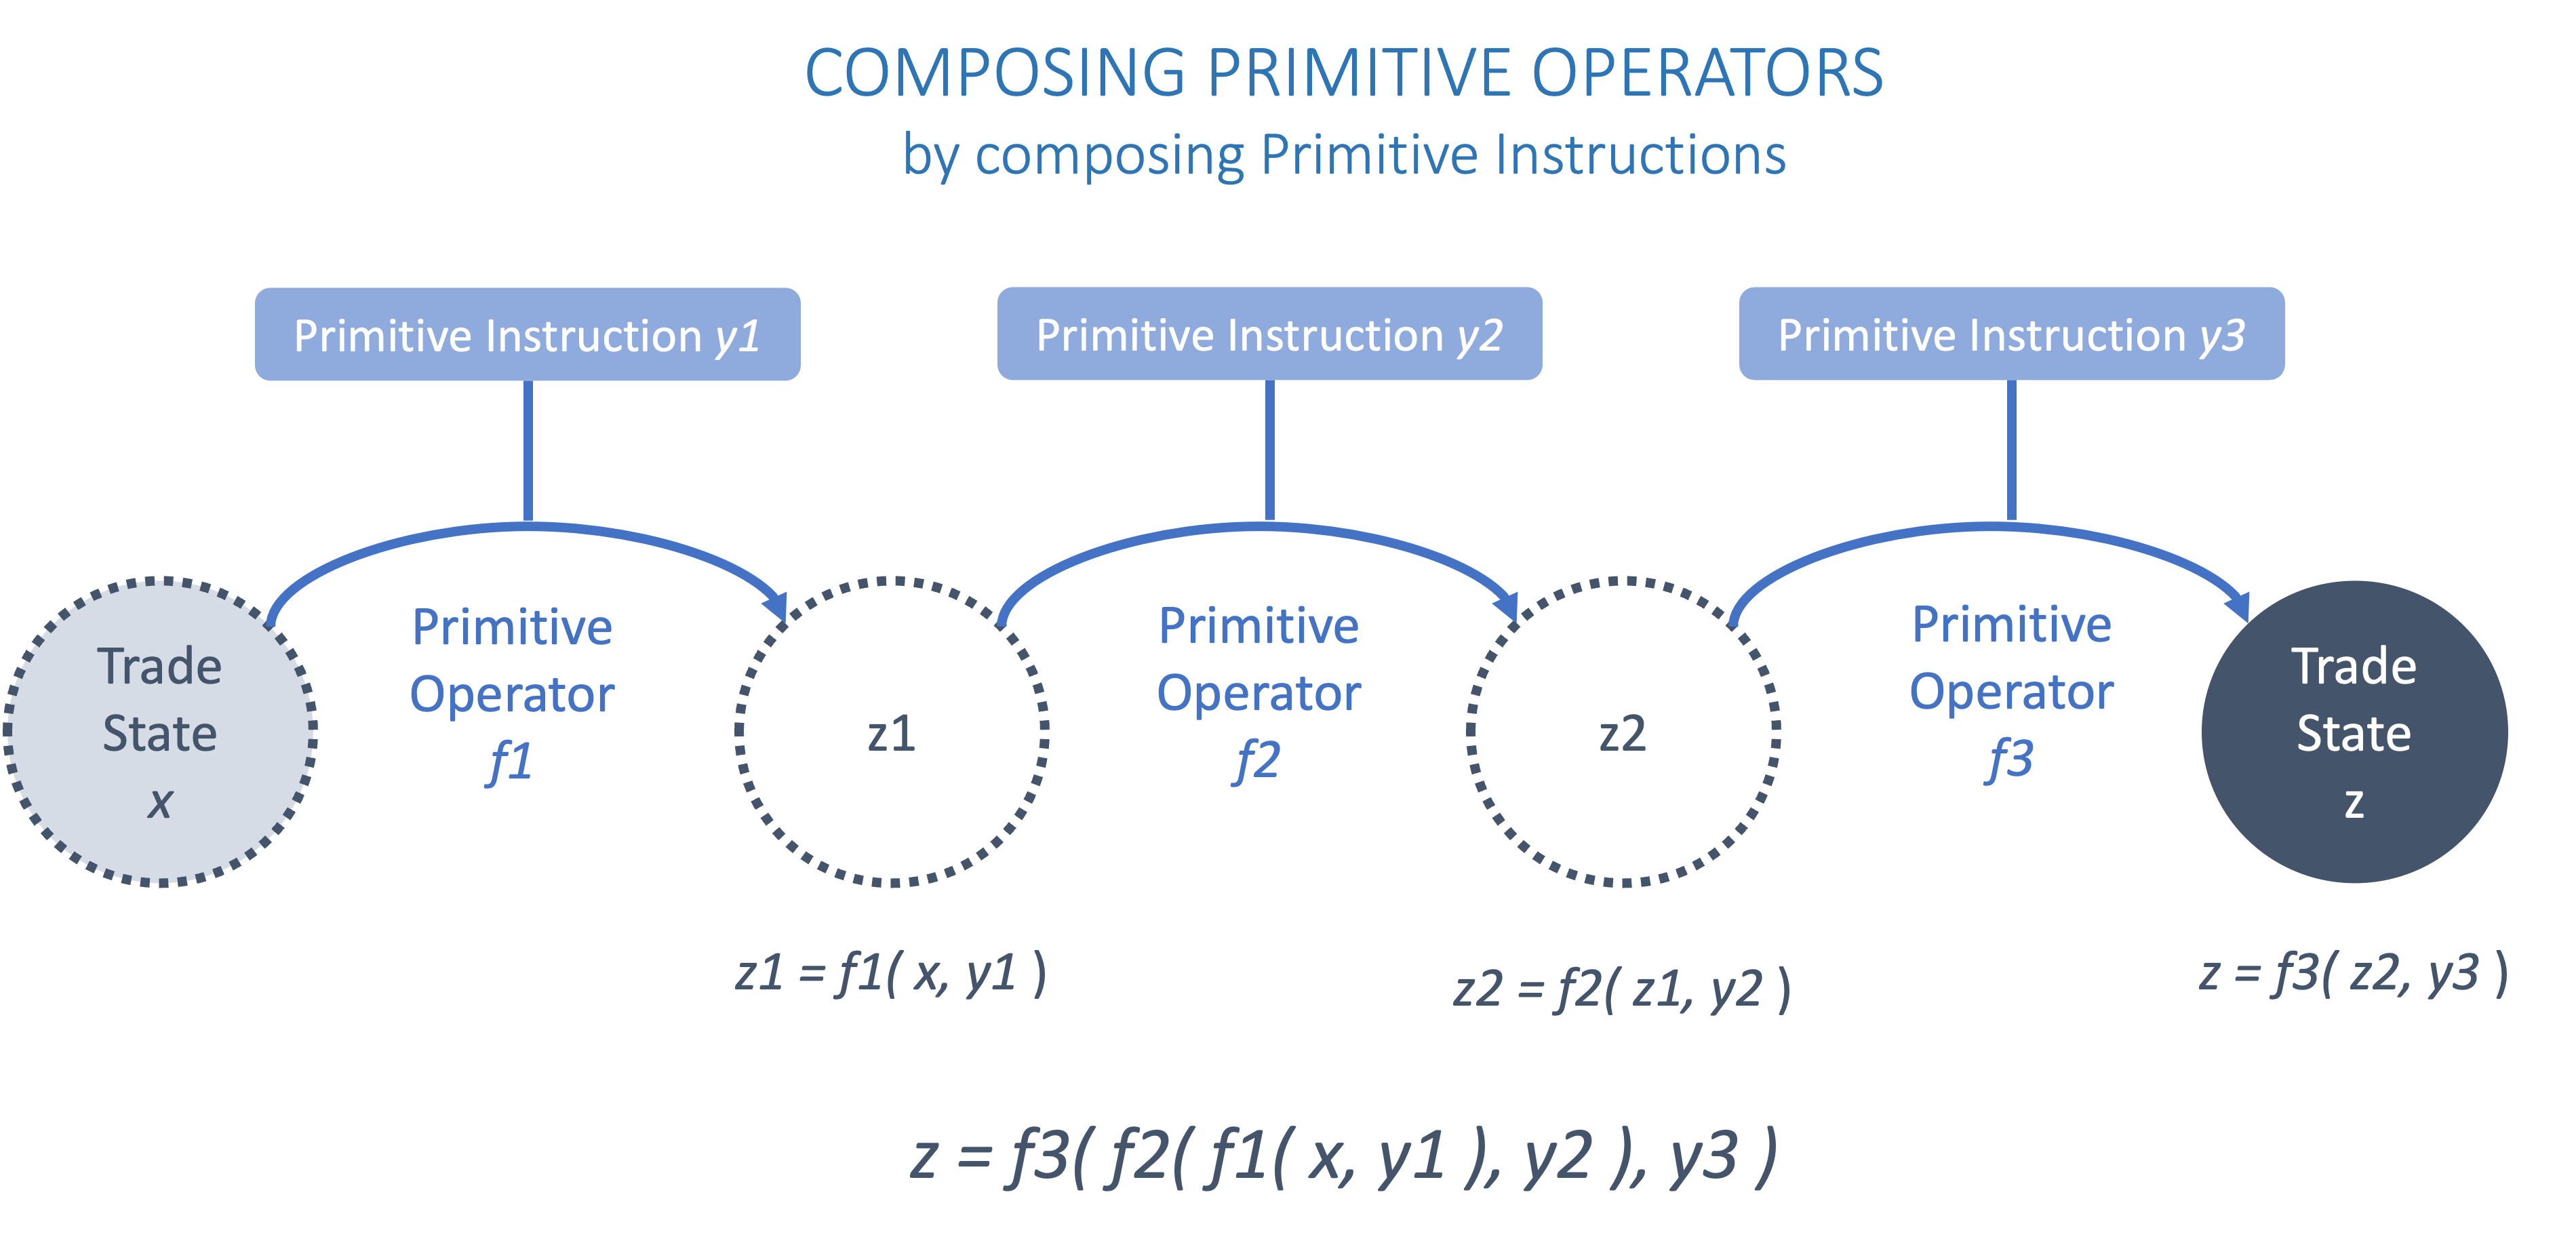 COMPOSING PRIMITIVE OPERATORS
by composing Primitive Instructions
Primitive Instruction y1
Primitive Instruction y2
Primitive Instruction y3
Trade
State
x
Primitive
Operator
f1
z1
Primitive
Operator
f2
z2
Primitive
Operator
f3
Trade
State
z
z1 = f1( x, y1 )
z2 = f2( z1, y2 )
z = f3( z2, y3 )
z = f3( f2( f1( x, y1 ), y2 ), y3 )